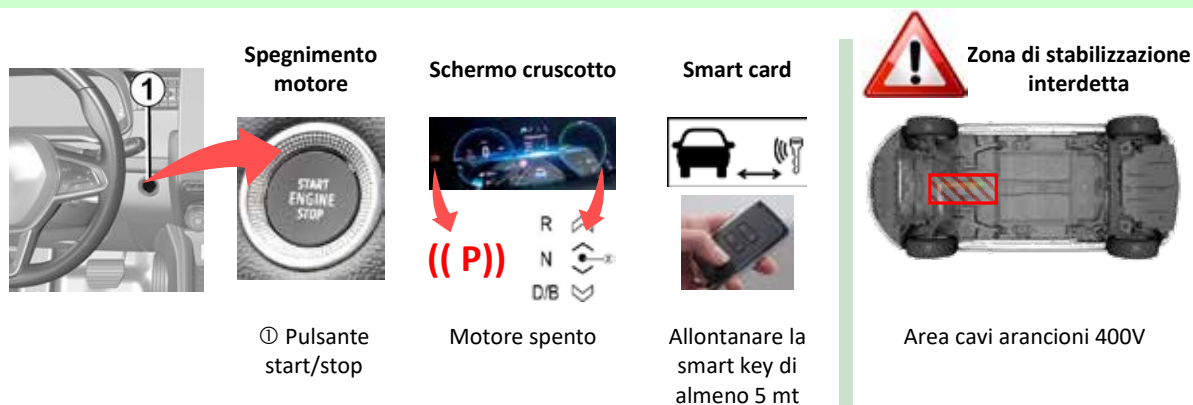 1
Spegnimento
motore
START
ENGINE
STOP
① Pulsante
start/stop
Schermo cruscotto
(( P))
R
N
D/B
Motore spento
Smart card
Allontanare la
smart key di
almeno 5 mt
Zona di stabilizzazione
interdetta
Area cavi arancioni 400V